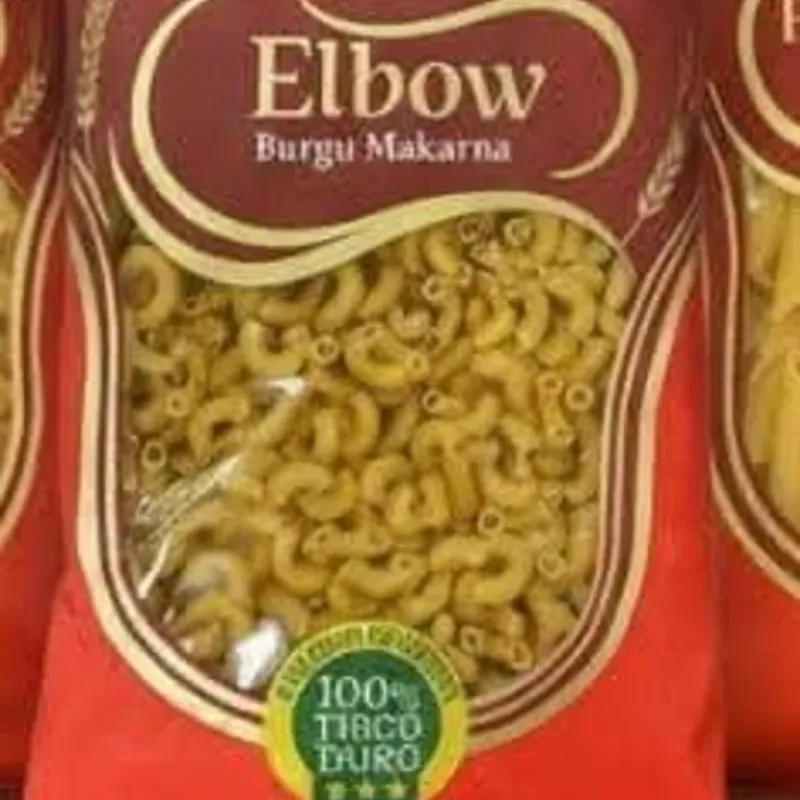 Elbow
Burgu Makarna
100%
TIRCO
DURO